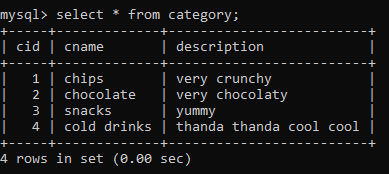 mysql> select * from category;
+-----+-------------+--------------------------+
| cid | cname       | description              |
+-----+-------------+--------------------------+
|   1 | chips       | very crunchy             |
|   2 | chocolate   | very chocolaty           |
|   3 | snacks      | yummy                    |
|   4 | cold drinks | thanda thanda cool cool |
+-----+-------------+--------------------------+
4 rows in set (0.00 sec)